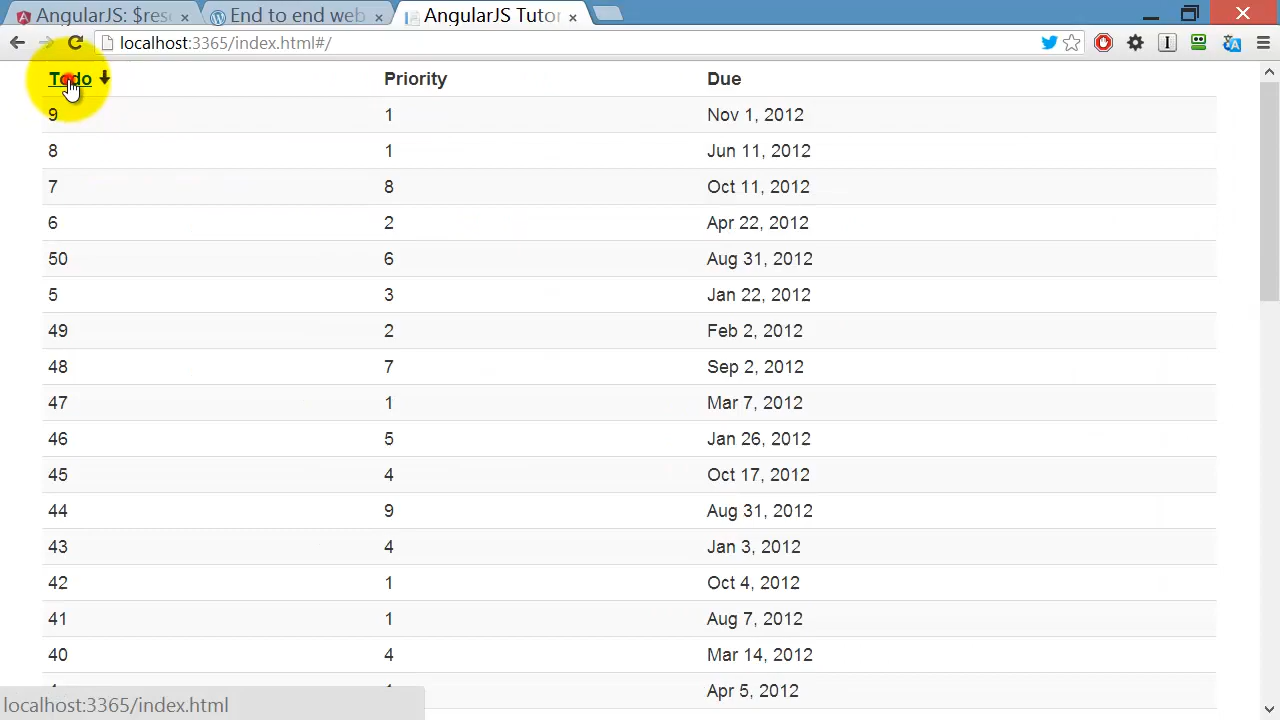 AngularJS: $reso
End to end web
AngularJS Tutor
localhost:3365/index.html#/
Todo Priority Due
9 1 Nov 1, 2012
8 1 Jun 11, 2012
7 8 Oct 11, 2012
6 2 Apr 22, 2012
50 6 Aug 31, 2012
5 3 Jan 22, 2012
49 2 Feb 2, 2012
48 7 Sep 2, 2012
47 1 Mar 7, 2012
46 5 Jan 26, 2012
45 4 Oct 17, 2012
44 9 Aug 31, 2012
43 4 Jan 3, 2012
42 1 Oct 4, 2012
41 1 Aug 7, 2012
40 4 Mar 14, 2012
Apr 5, 2012
localhost:3365/index.html